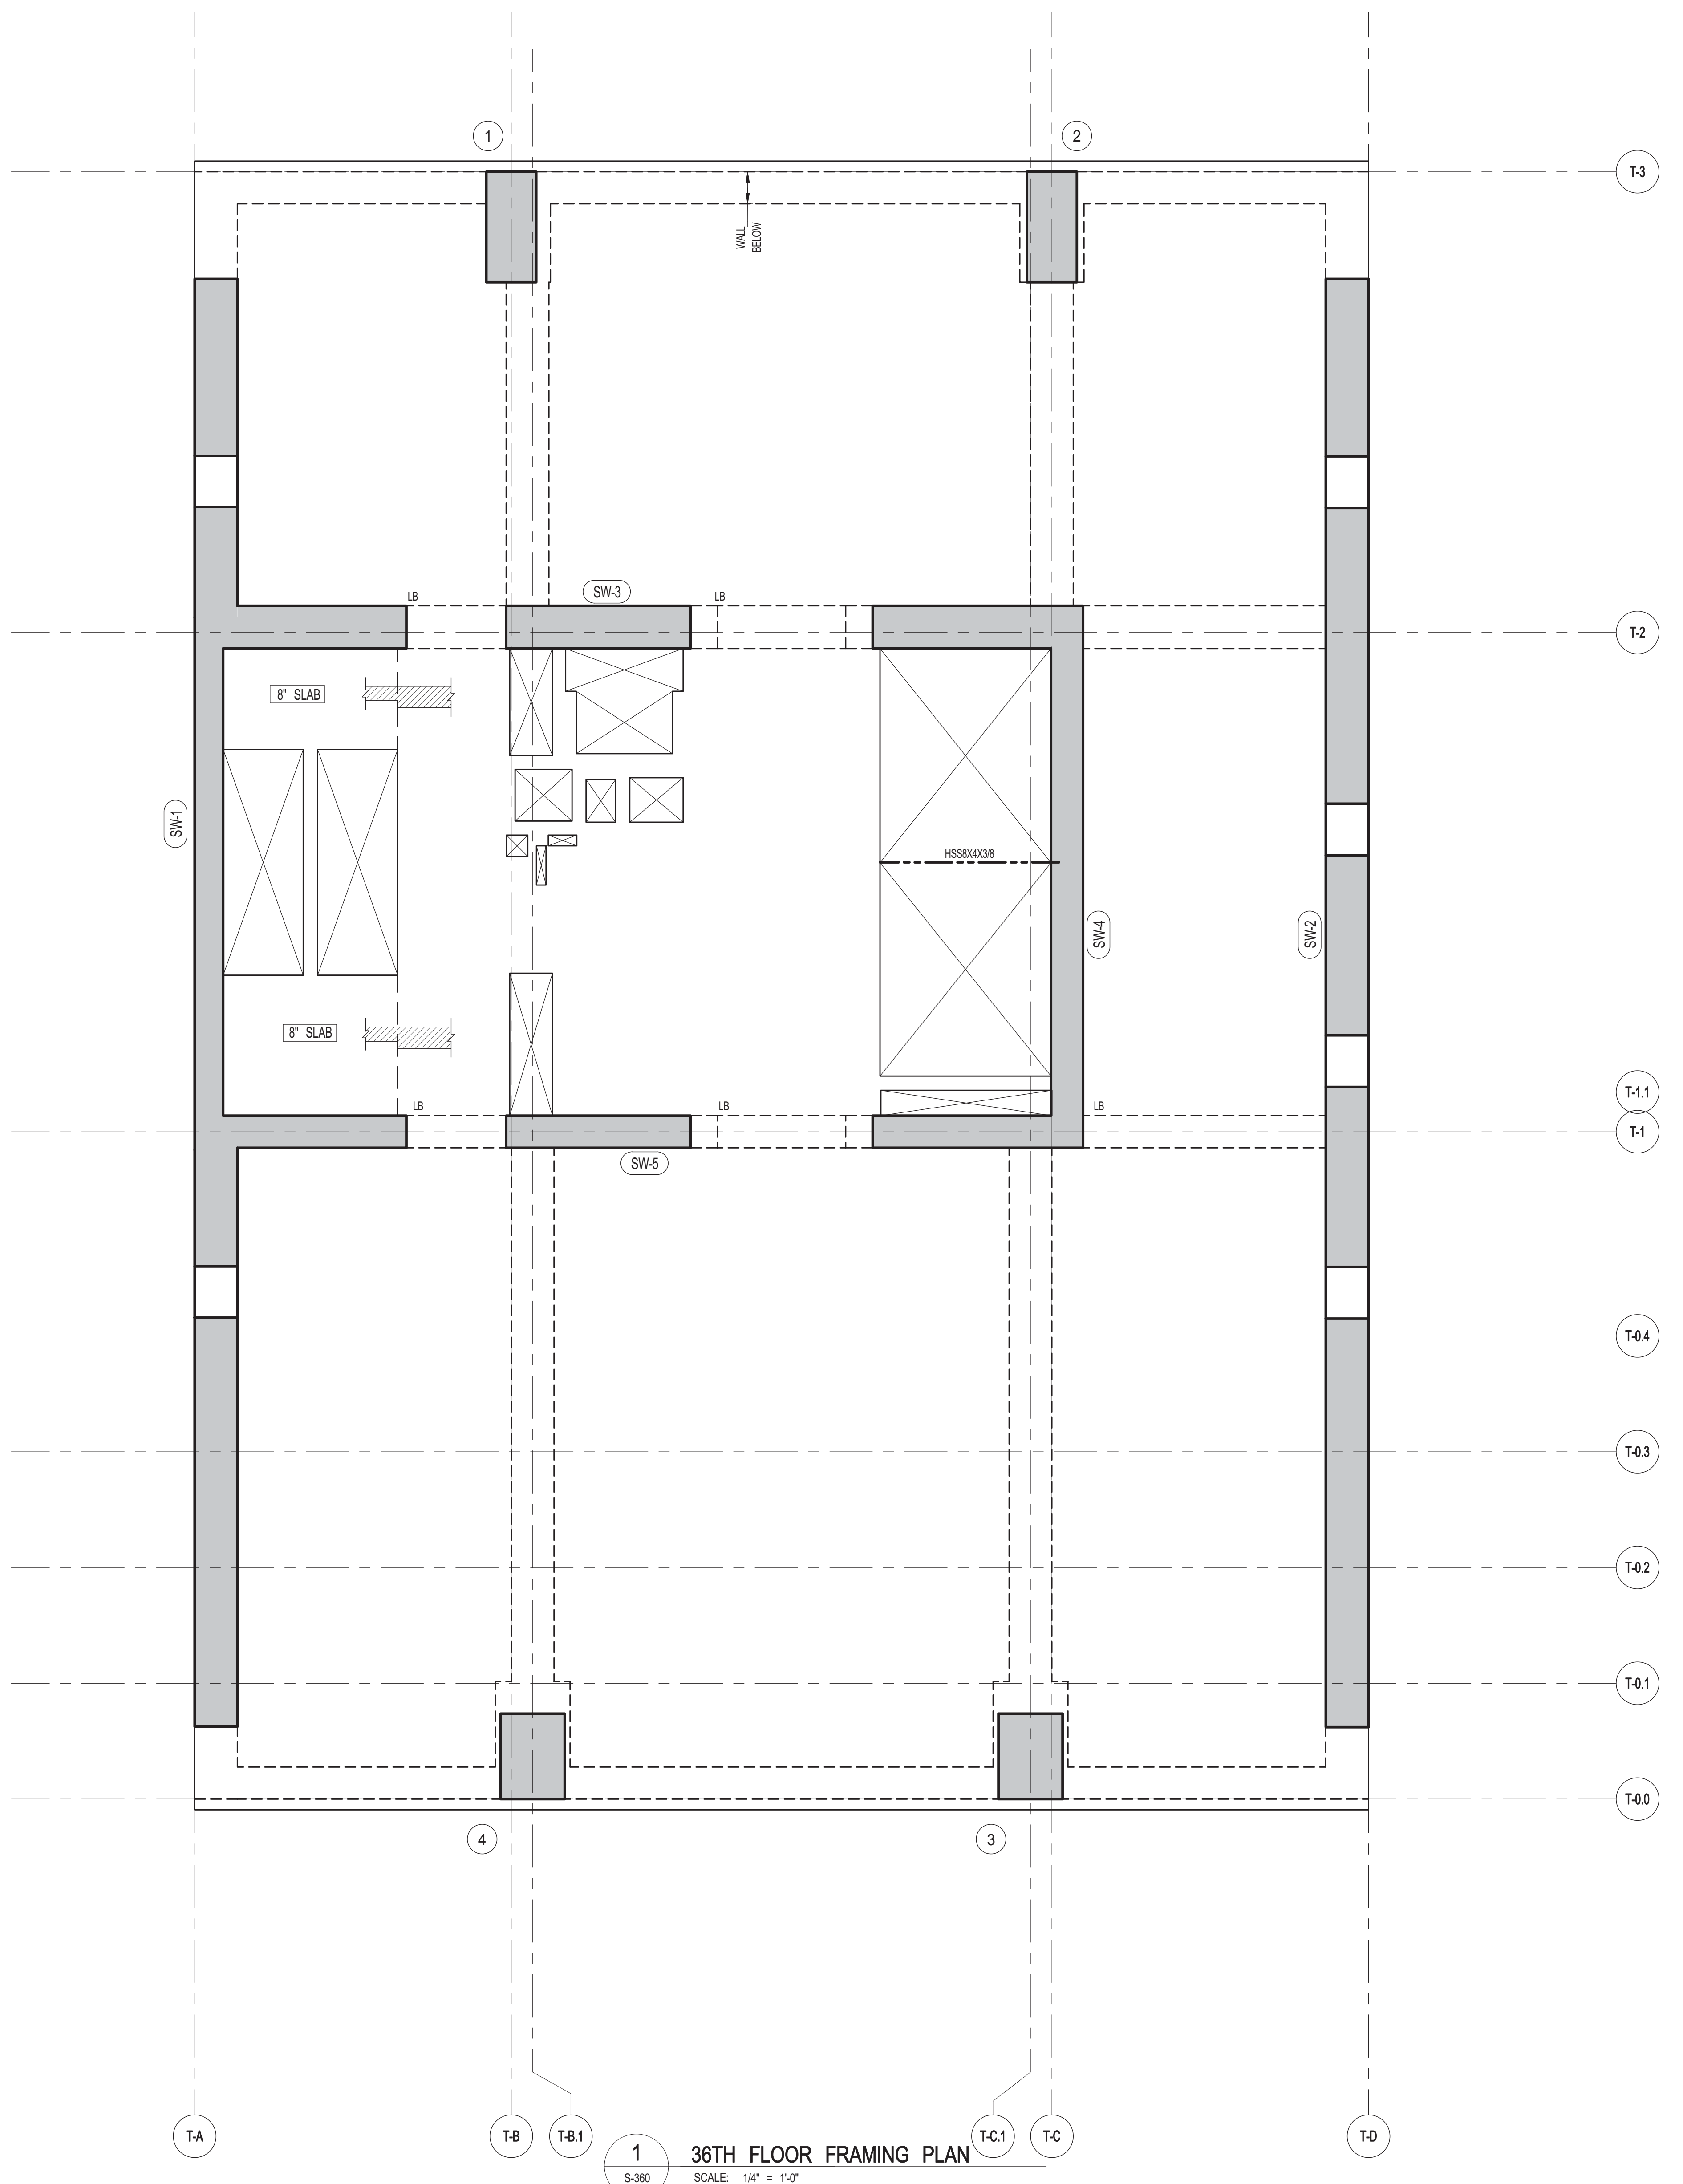 1
2
T-3
WALL
BELOW
SW-3
LB
LB
T-2
8" SLAB
SW-1
HSS8X4X3/8
SW-4
SW-2
8" SLAB
T-1.1
LB
LB
LB
T-1
SW-5
T-0.4
T-0.3
T-0.2
T-0.1
T-0.0
4
3
T-A
T-B
T-B.1
T-C.1
T-C
T-D
1
36TH FLOOR FRAMING PLAN
S-360
SCALE: 1/4" = 1'-0"